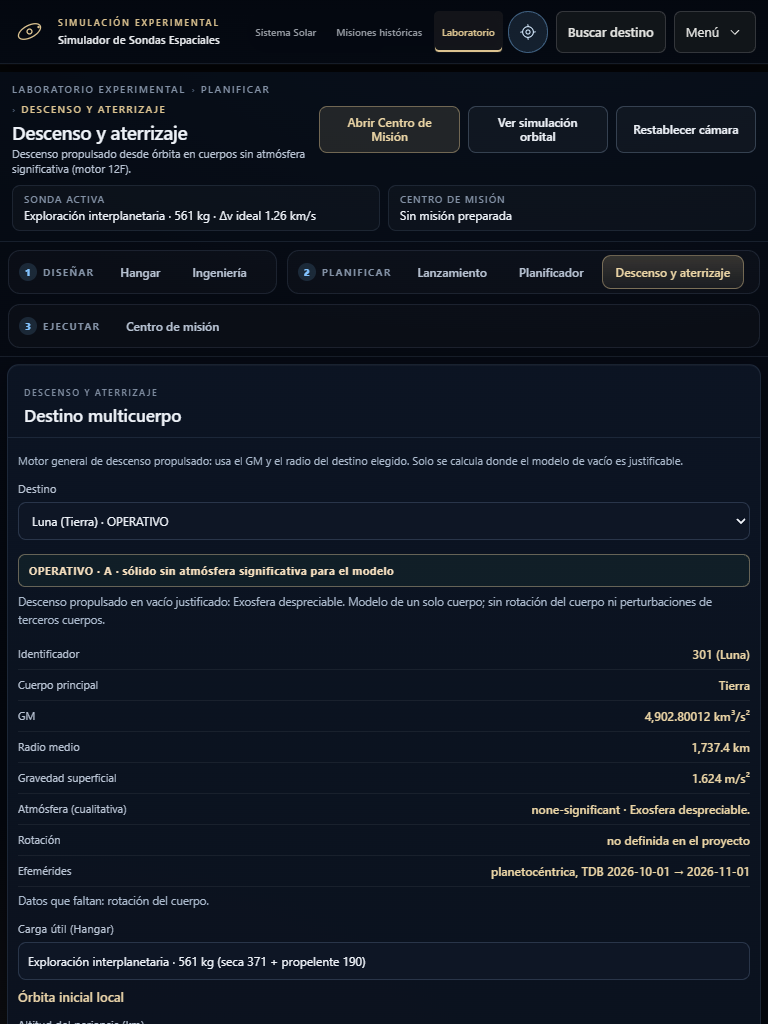 SIMULACIÓN EXPERIMENTAL
Simulador de Sondas Espaciales
Sistema Solar
Misiones históricas
Laboratorio
Buscar destino
Menú
LABORATORIO EXPERIMENTAL › PLANIFICAR
› DESCENSO Y ATERRIZAJE
Descenso y aterrizaje
Descenso propulsado desde órbita en cuerpos sin atmósfera
significativa (motor 12F).
Abrir Centro de
Misión
Ver simulación
orbital
Restablecer cámara
SONDA ACTIVA
Exploración interplanetaria · 561 kg · Δv ideal 1.26 km/s
CENTRO DE MISIÓN
Sin misión preparada
1 DISEÑAR Hangar Ingeniería
2 PLANIFICAR Lanzamiento Planificador Descenso y aterrizaje
3 EJECUTAR Centro de misión
DESCENSO Y ATERRIZAJE
Destino multicuerpo
Motor general de descenso propulsado: usa el GM y el radio del destino elegido. Solo se calcula donde el modelo de vacío es justificable.
Destino
Luna (Tierra) · OPERATIVO
OPERATIVO · A · sólido sin atmósfera significativa para el modelo
Descenso propulsado en vacío justificado: Exosfera despreciable. Modelo de un solo cuerpo; sin rotación del cuerpo ni perturbaciones de
terceros cuerpos.
Identificador 301 (Luna)
Cuerpo principal Tierra
GM 4,902.80012 km³/s²
Radio medio 1,737.4 km
Gravedad superficial 1.624 m/s²
Atmósfera (cualitativa) none-significant · Exosfera despreciable.
Rotación no definida en el proyecto
Efemérides planetocéntrica, TDB 2026-10-01 → 2026-11-01
Datos que faltan: rotación del cuerpo.
Carga útil (Hangar)
Exploración interplanetaria · 561 kg (seca 371 + propelente 190)
Órbita inicial local
Altitud del periapsis (km)